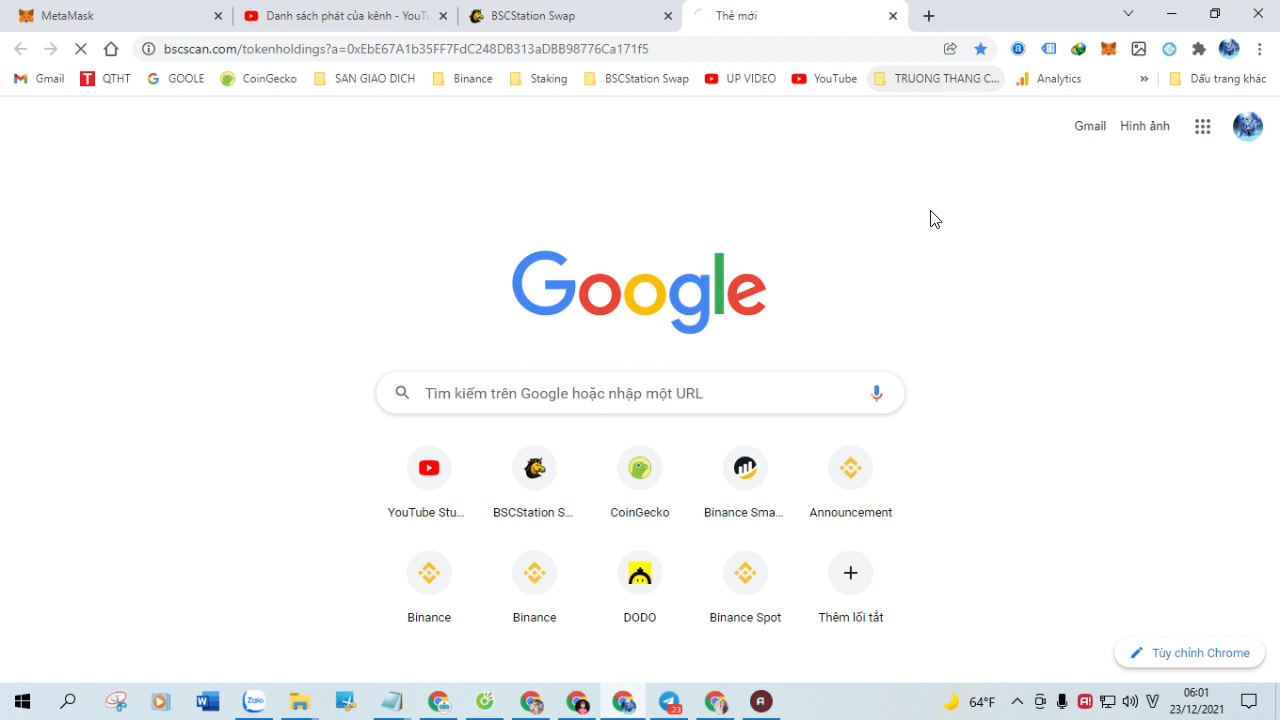 MetaMask
Danh sách phát của kênh - YouTu
BSCStation Swap
Thẻ mới
bscscan.com/tokenholdings?a=0xEbE67A1b35FF7FdC248DB313aDBB98776Ca171f5
Gmail
QTHT
GOOLE
CoinGecko
SAN GIAO DICH
Binance
Staking
BSCStation Swap
UP VIDEO
YouTube
TRUONG THANG C...
Analytics
»
Dấu trang khác
Gmail
Hình ảnh
Google
Tìm kiếm trên Google hoặc nhập một URL
YouTube Stu...
BSCStation S...
CoinGecko
Binance Sma...
Announcement
Binance
Binance
DODO
Binance Spot
Thêm lối tắt
Tùy chỉnh Chrome
Zalo
23
64°F
06:01
23/12/2021